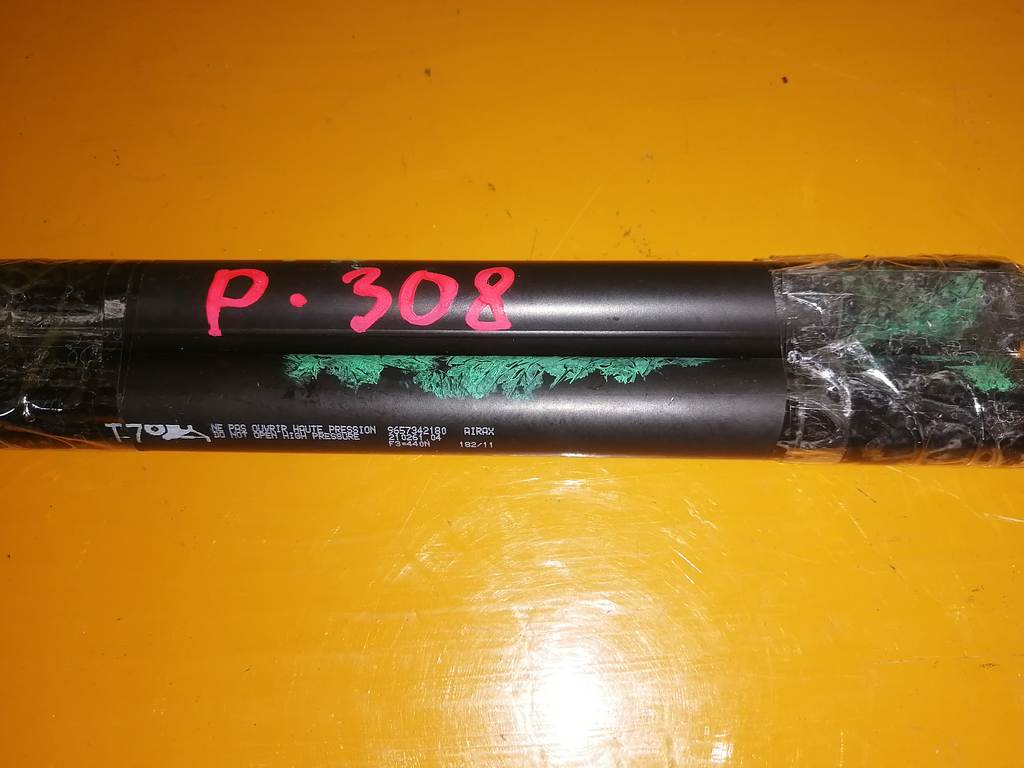 P·308
T7
NE PAS OUVRIR HAUTE PRESSION 9657342180 AIRAX
DO NOT OPEN HIGH PRESSURE 210261 04
F3=440N 182/11